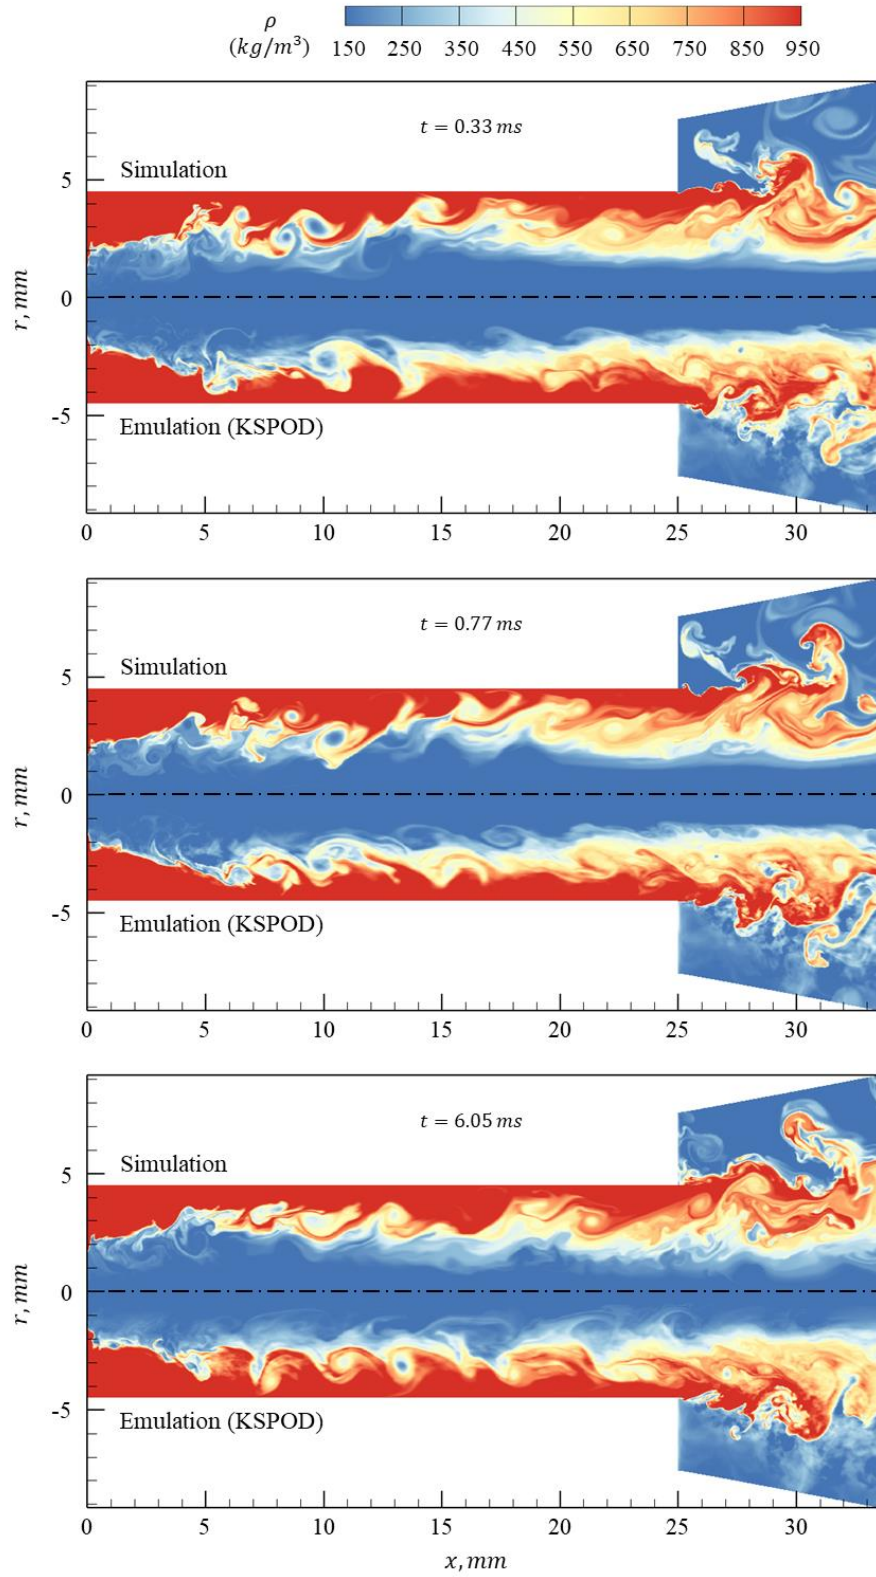 ρ
(kg/m³) 150 250 350 450 550 650 750 850 950
t = 0.33 ms
Simulation
5
r, mm
0
-5
Emulation (KSPOD)
0 5 10 15 20 25 30
t = 0.77 ms
Simulation
5
r, mm
0
-5
Emulation (KSPOD)
0 5 10 15 20 25 30
t = 6.05 ms
Simulation
5
r, mm
0
-5
Emulation (KSPOD)
0 5 10 15 20 25 30
x, mm